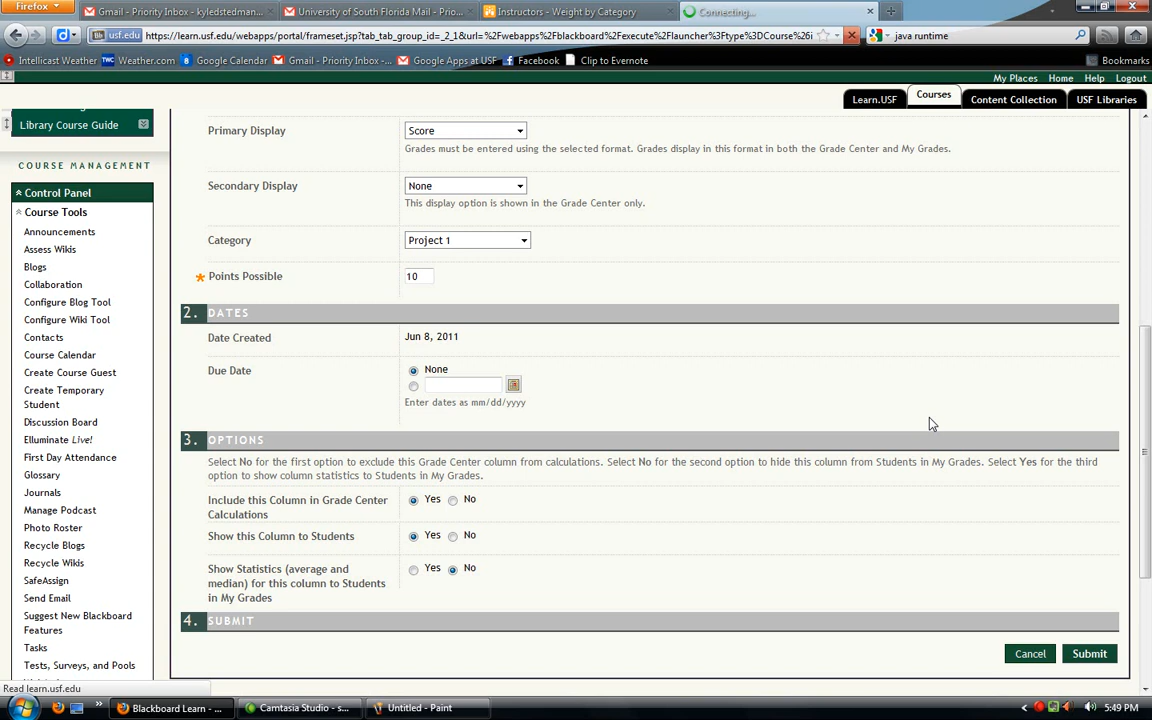 Firefox
Gmail - Priority Inbox - kyledstedman...
University of South Florida Mail - Prio...
Instructors - Weight by Category
Connecting...
usf.edu
https://learn.usf.edu/webapps/portal/frameset.jsp?tab_tab_group_id=_2_1&url=%2Fwebapps%2Fblackboard%2Fexecute%2Flauncher%3Ftype%3DCourse%26i
java runtime
Intellicast Weather
TWC Weather.com
Google Calendar
Gmail - Priority Inbox -...
Google Apps at USF
Facebook
Clip to Evernote
Bookmarks
My Places
Home
Help
Logout
Learn.USF
Courses
Content Collection
USF Libraries
Library Course Guide
COURSE MANAGEMENT
Control Panel
Course Tools
Announcements
Assess Wikis
Blogs
Collaboration
Configure Blog Tool
Configure Wiki Tool
Contacts
Course Calendar
Create Course Guest
Create Temporary
Student
Discussion Board
Elluminate Live!
First Day Attendance
Glossary
Journals
Manage Podcast
Photo Roster
Recycle Blogs
Recycle Wikis
SafeAssign
Send Email
Suggest New Blackboard
Features
Tasks
Tests, Surveys, and Pools
Primary Display
Score
Grades must be entered using the selected format. Grades display in this format in both the Grade Center and My Grades.
Secondary Display
None
This display option is shown in the Grade Center only.
Category
Project 1
Points Possible
10
2. DATES
Date Created
Jun 8, 2011
Due Date
None
Enter dates as mm/dd/yyyy
3. OPTIONS
Select No for the first option to exclude this Grade Center column from calculations. Select No for the second option to hide this column from Students in My Grades. Select Yes for the third
option to show column statistics to Students in My Grades.
Include this Column in Grade Center
Calculations
Yes No
Show this Column to Students
Yes No
Show Statistics (average and
median) for this column to Students
in My Grades
Yes No
4. SUBMIT
Cancel
Submit
Read learn.usf.edu
Blackboard Learn - ...
Camtasia Studio - s...
Untitled - Paint
5:49 PM